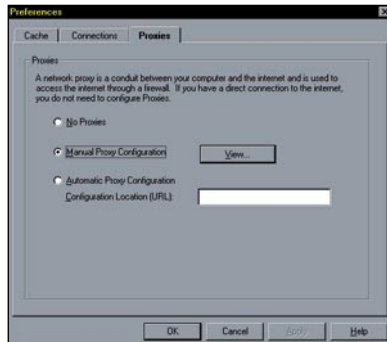 Preferences
Cache Connections Proxies
Proxies
A network proxy is a conduit between your computer and the internet and is used to
access the internet through a firewall. If you have a direct connection to the internet,
you do not need to configure Proxies.
No Proxies
Manual Proxy Configuration View...
Automatic Proxy Configuration
Configuration Location (URL):
OK Cancel Apply Help